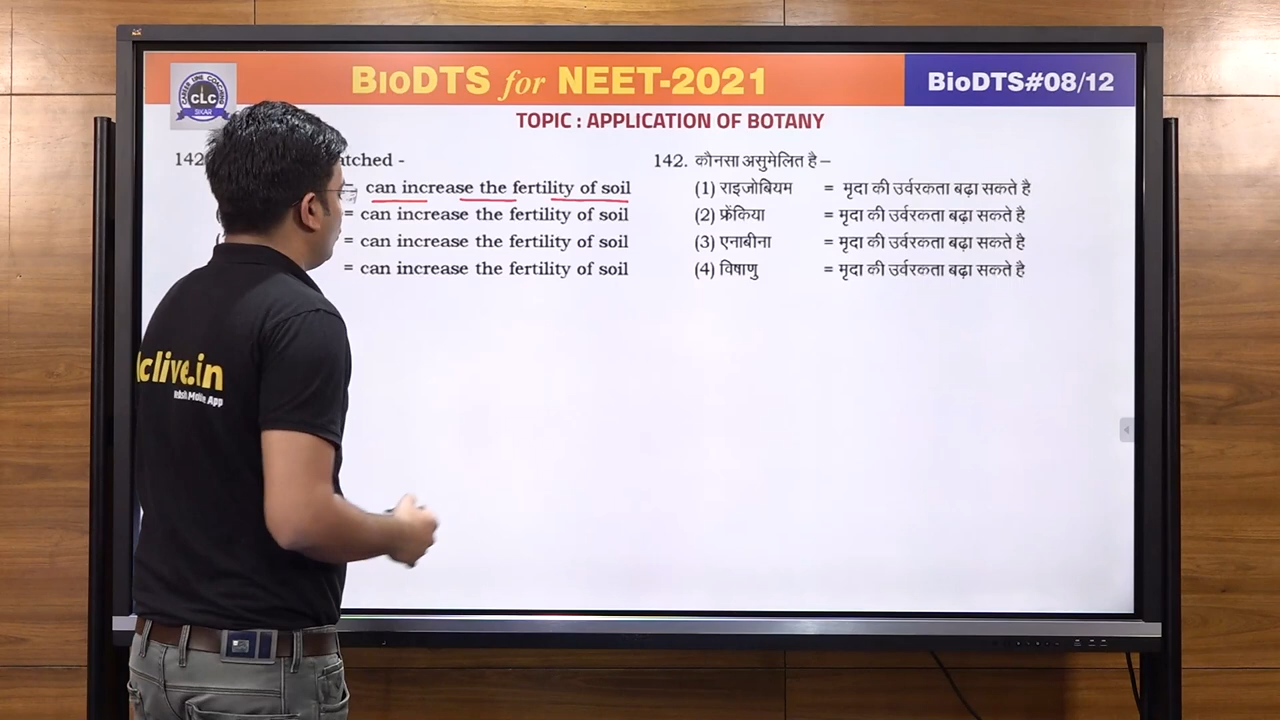 BIODTS for NEET-2021
BIODTS#08/12
CLC
SIKAR
TOPIC : APPLICATION OF BOTANY
142
atched -
can increase the fertility of soil
= can increase the fertility of soil
= can increase the fertility of soil
= can increase the fertility of soil
142. कौनसा असुमेलित है –
(1) राइजोबियम = मृदा की उर्वरकता बढ़ा सकते है
(2) फ्रेंकिया = मृदा की उर्वरकता बढ़ा सकते है
(3) एनाबीना = मृदा की उर्वरकता बढ़ा सकते है
(4) विषाणु = मृदा की उर्वरकता बढ़ा सकते है
clive.in
App